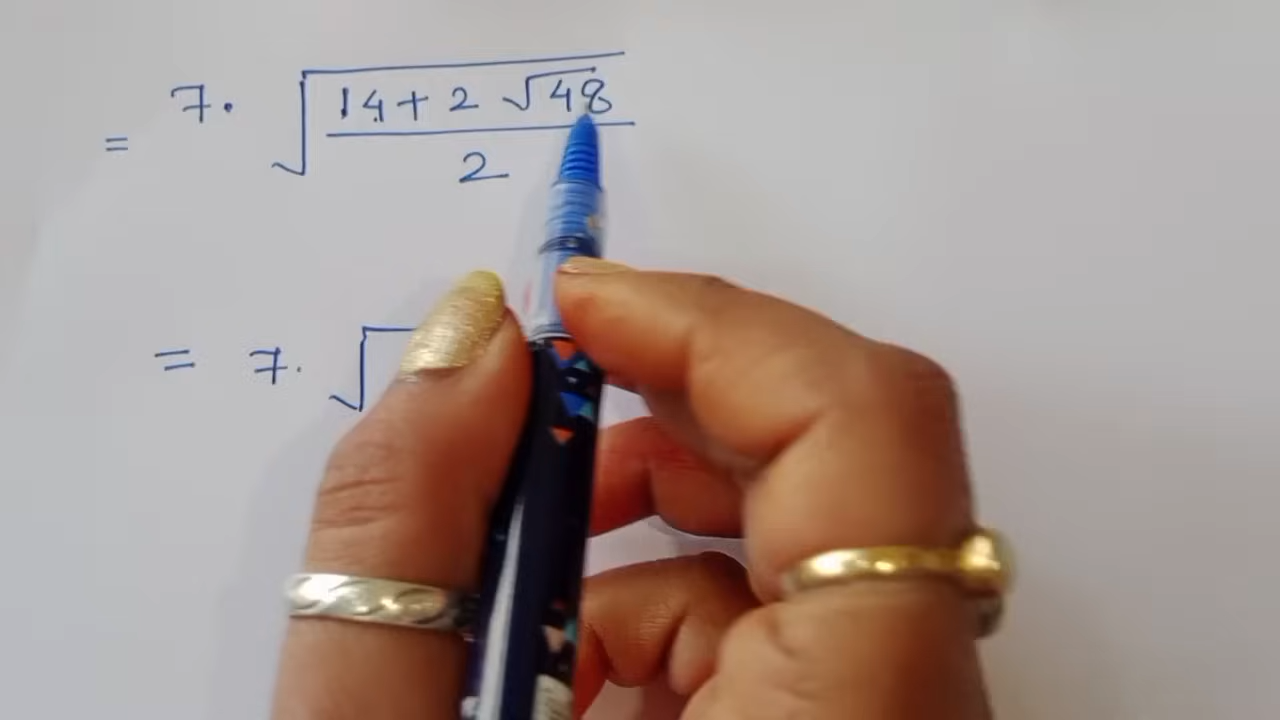 = 7. √((14 + 2 √48) / 2)
= 7. √